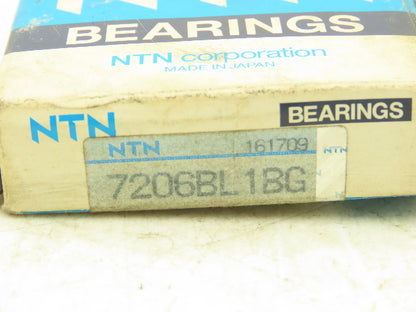 BEARINGS
NTN corporation
MADE IN JAPAN
NTN BEARINGS
NTN 161709 NTN
7206BL1BG